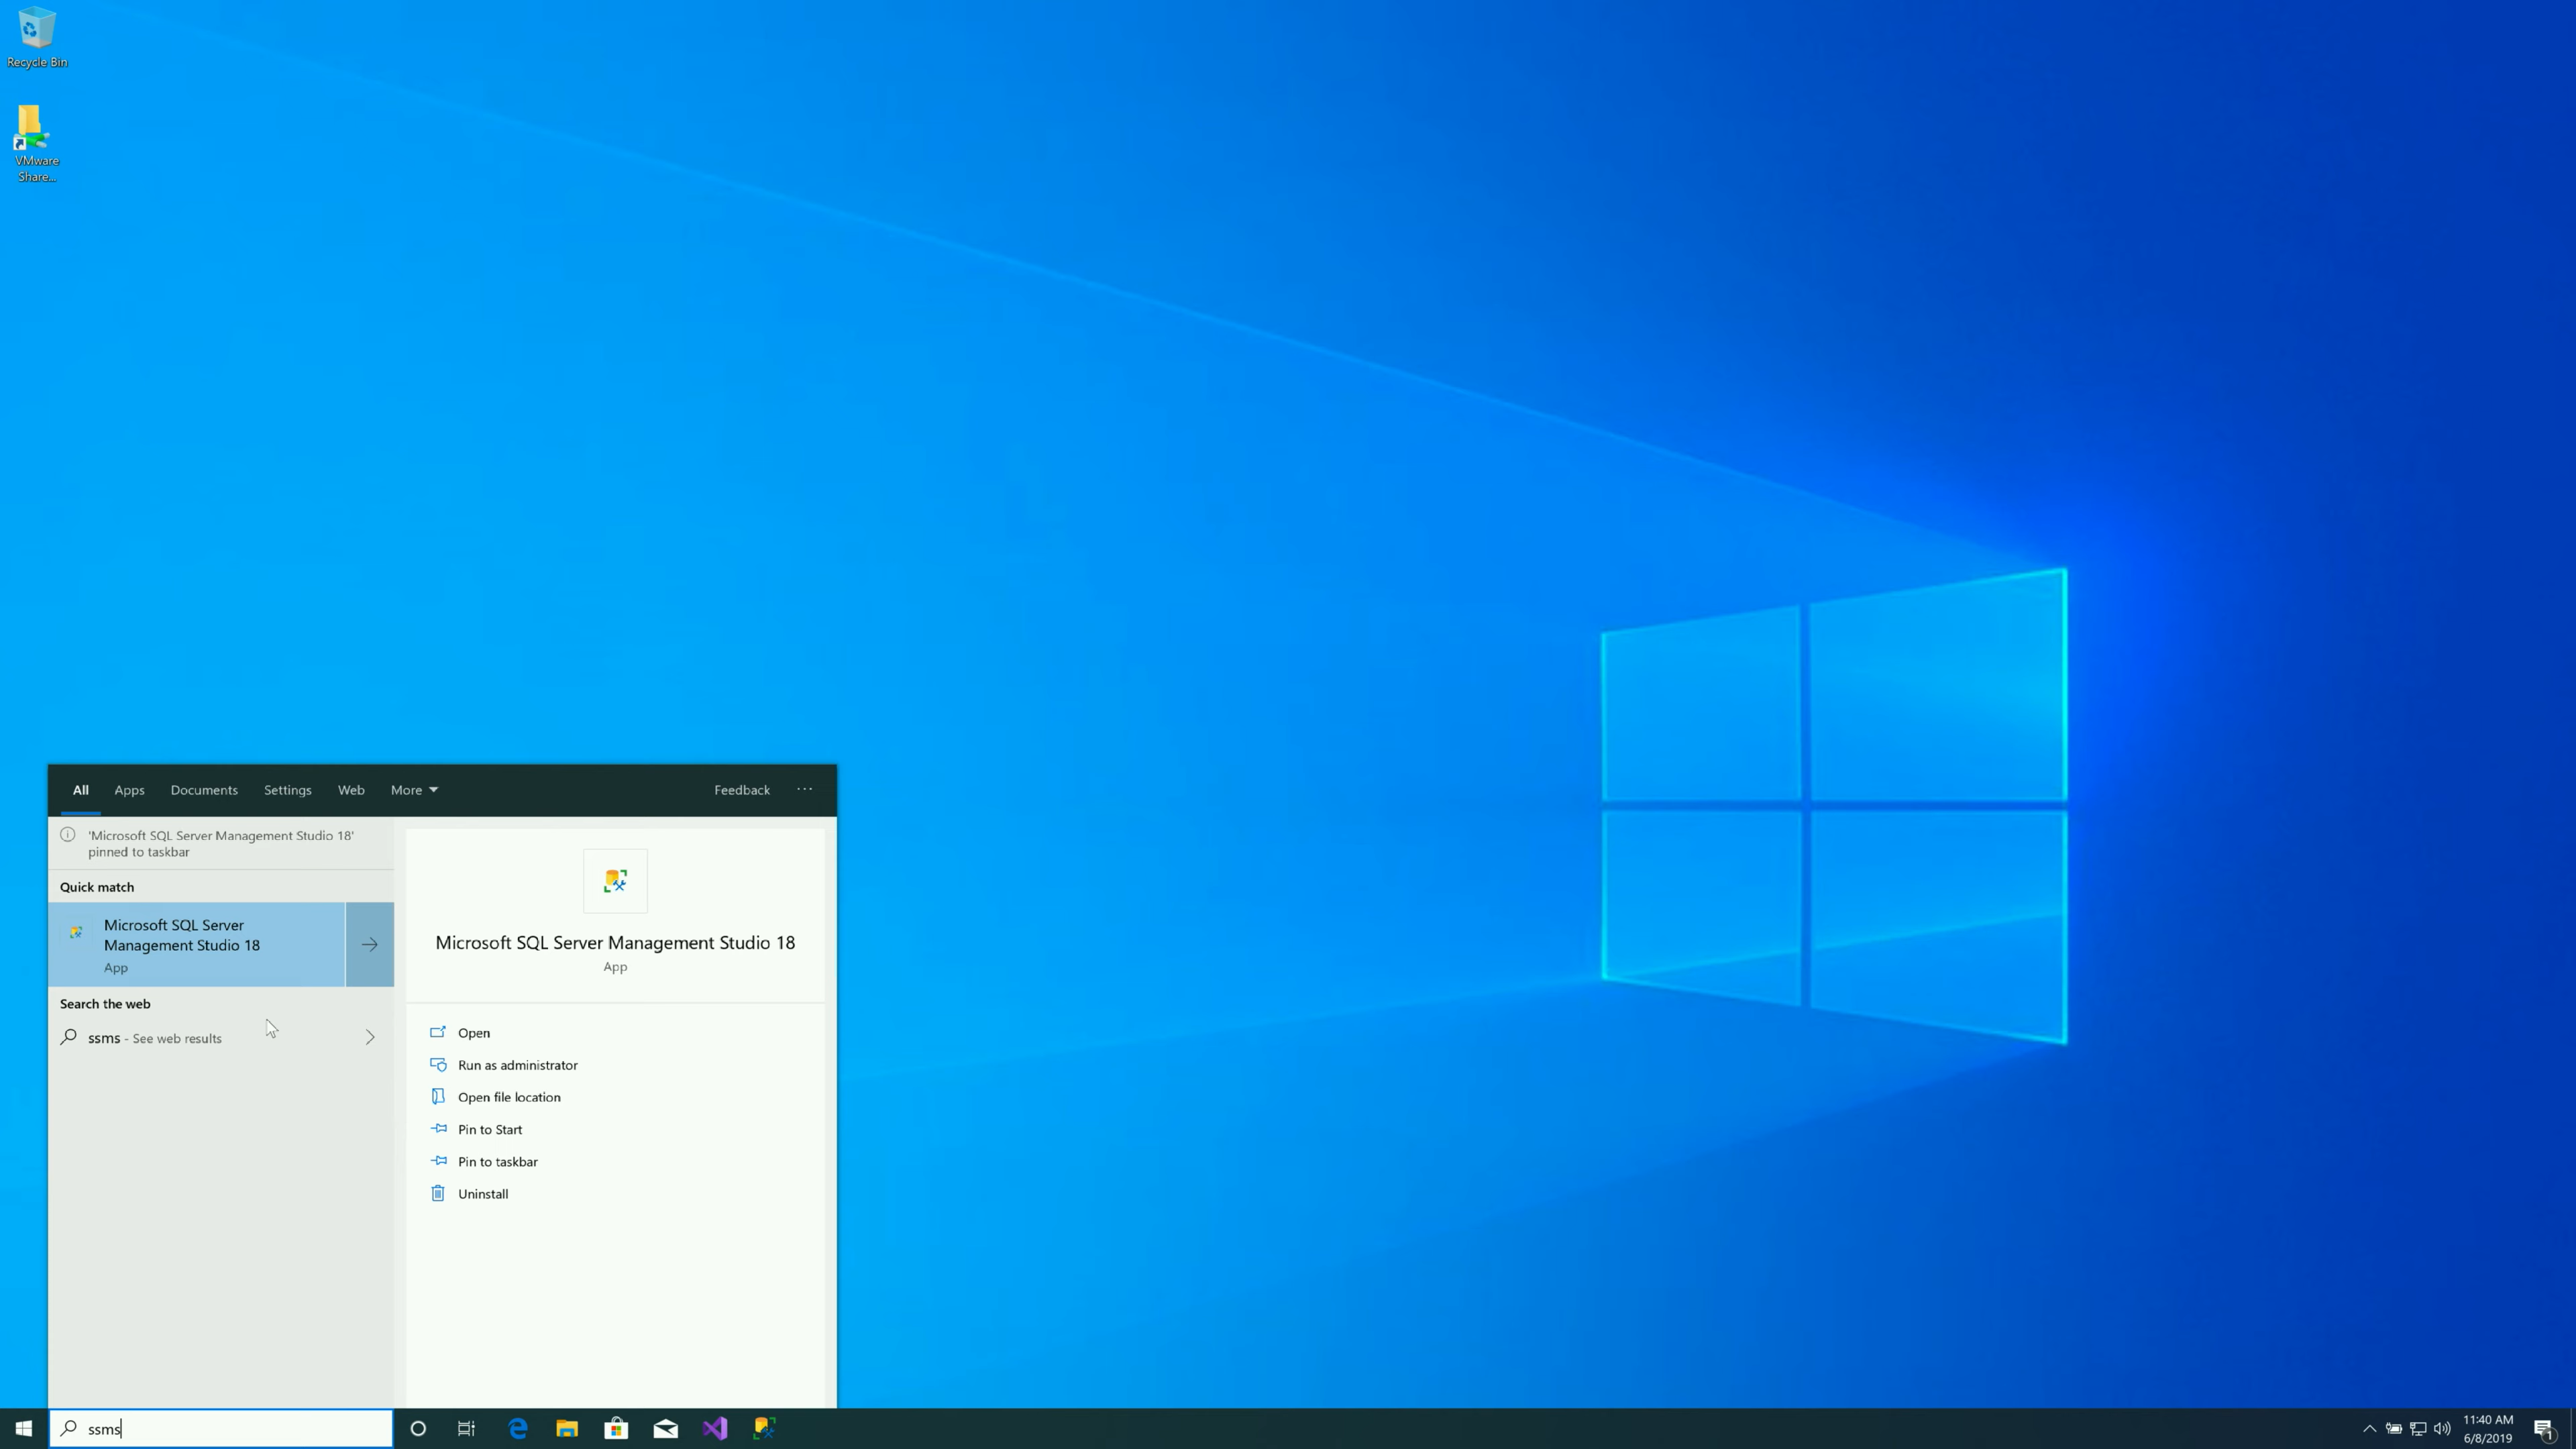 Recycle Bin
VMware
Share...
All
Apps
Documents
Settings
Web
More
Feedback
...
'Microsoft SQL Server Management Studio 18'
pinned to taskbar
Quick match
Microsoft SQL Server
Management Studio 18
App
Search the web
ssms - See web results
Microsoft SQL Server Management Studio 18
App
Open
Run as administrator
Open file location
Pin to Start
Pin to taskbar
Uninstall
ssms
11:40 AM
6/8/2019
1